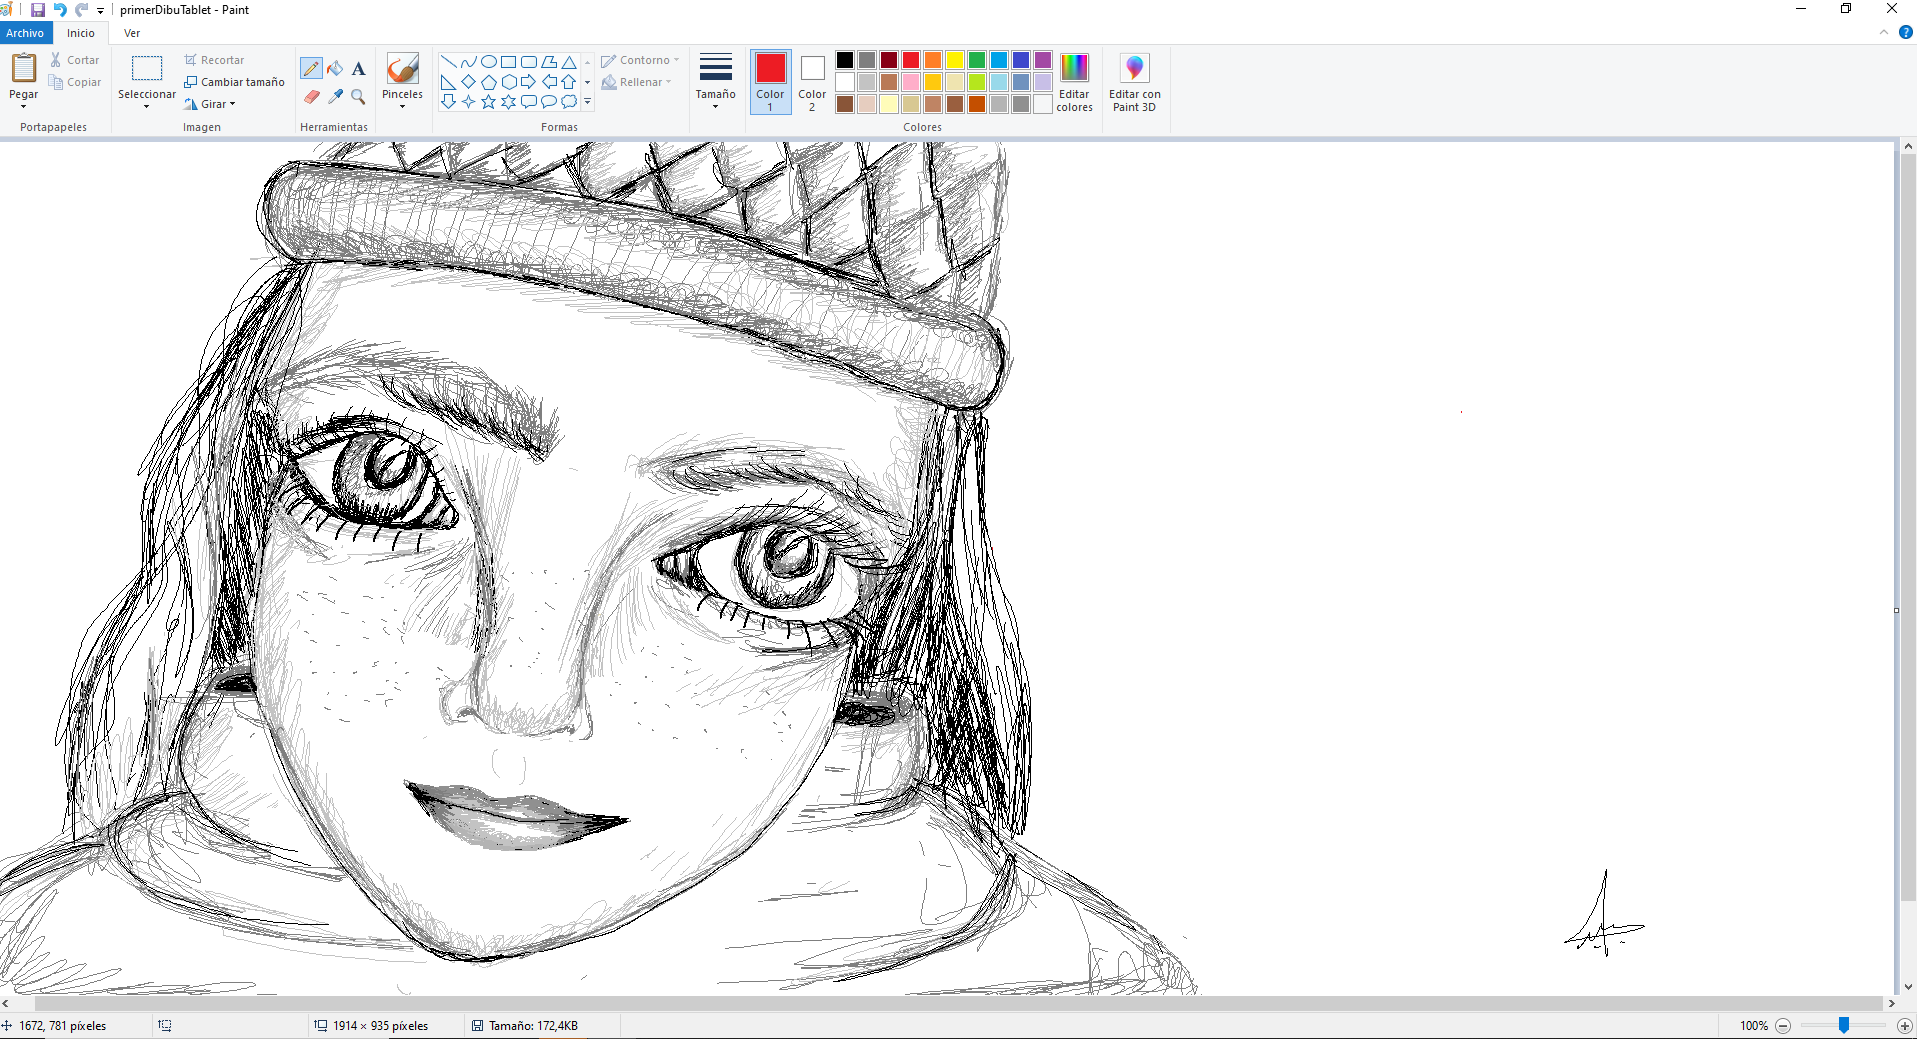 primerDibuTablet - Paint
Archivo Inicio Ver
Pegar
Cortar
Copiar
Portapapeles
Seleccionar
Recortar
Cambiar tamaño
Girar
Imagen
A
Herramientas
Pinceles
Contorno
Rellenar
Formas
Tamaño
Color
1
Color
2
Editar
colores
Colores
Editar con
Paint 3D
1672, 781 píxeles
1914 × 935 píxeles
Tamaño: 172,4KB
100%